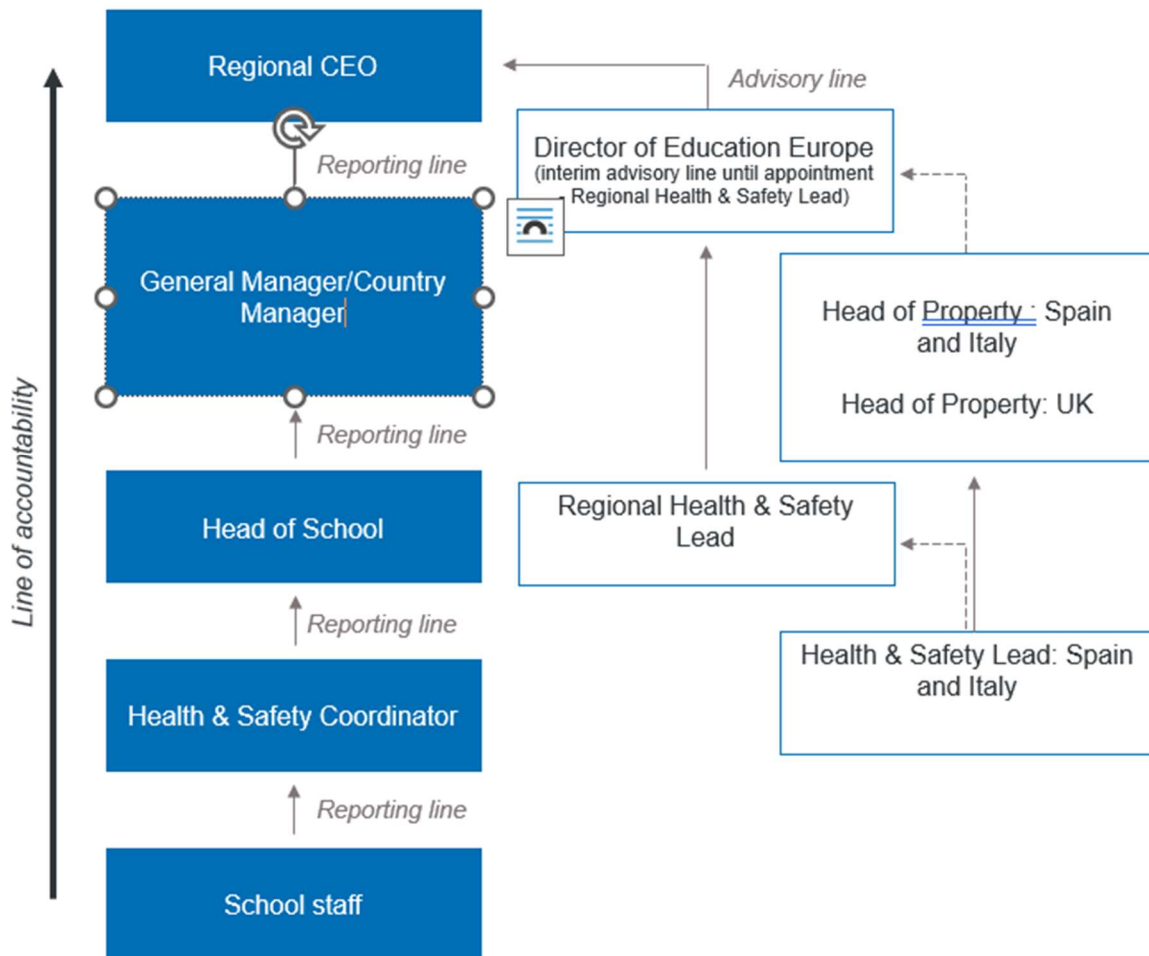 Regional CEO
Advisory line
Reporting line
Director of Education Europe
(interim advisory line until appointment
- Regional Health & Safety Lead)
General Manager/Country
Manager
Head of Property : Spain
and Italy
Head of Property: UK
Line of accountability
Reporting line
Head of School
Regional Health & Safety
Lead
Reporting line
Health & Safety Coordinator
Health & Safety Lead: Spain
and Italy
Reporting line
School staff